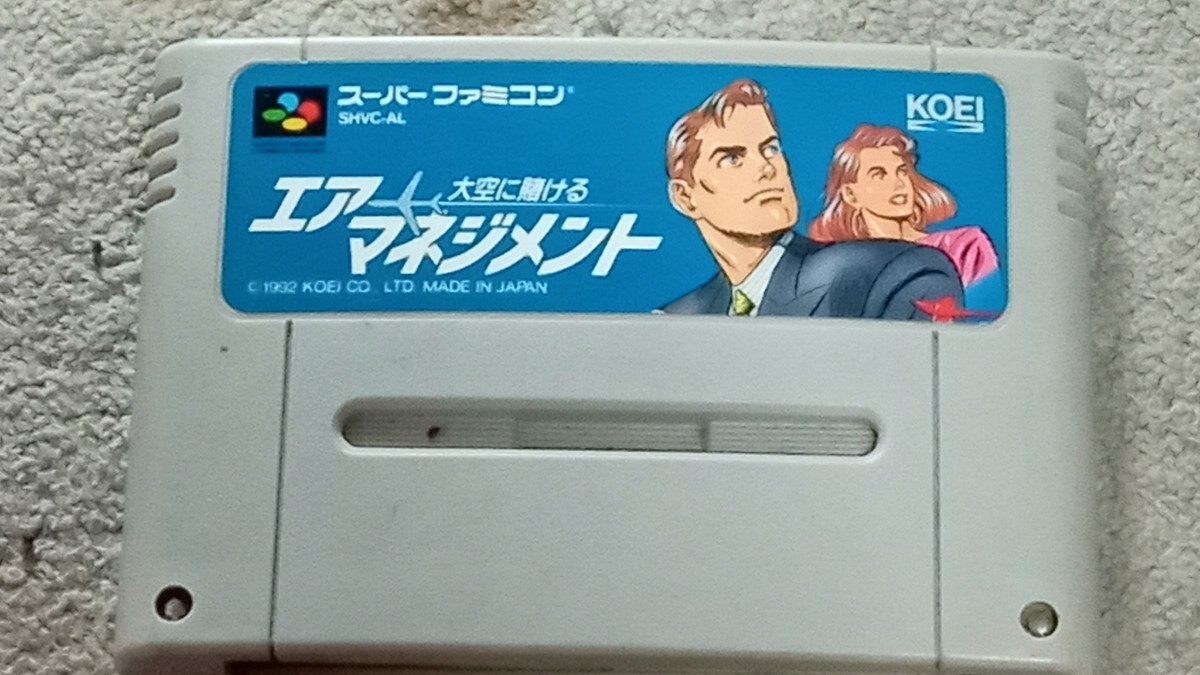 スーパーファミコン®
SHVC-AL
KOEI
大空に賭ける
エアーマネジメント
© 1992 KOEI CO., LTD. MADE IN JAPAN